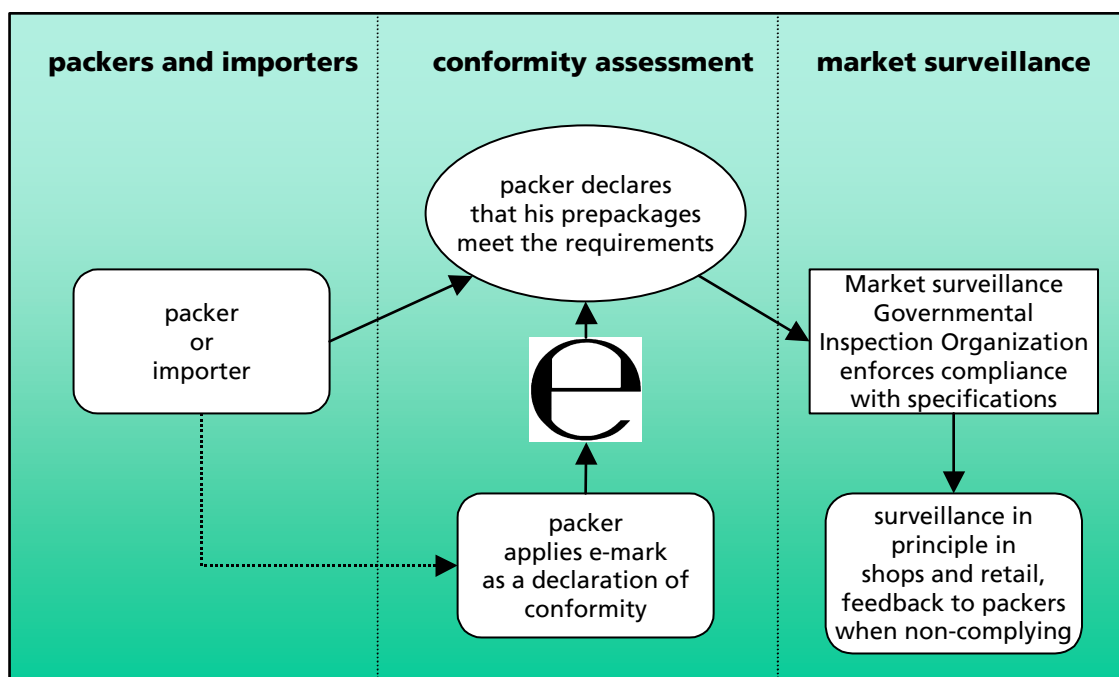 packers and importers
conformity assessment
market surveillance
packer
or
importer
packer declares
that his prepackages
meet the requirements
e
packer
applies e-mark
as a declaration of
conformity
Market surveillance
Governmental
Inspection Organization
enforces compliance
with specifications
surveillance in
principle in
shops and retail,
feedback to packers
when non-complying